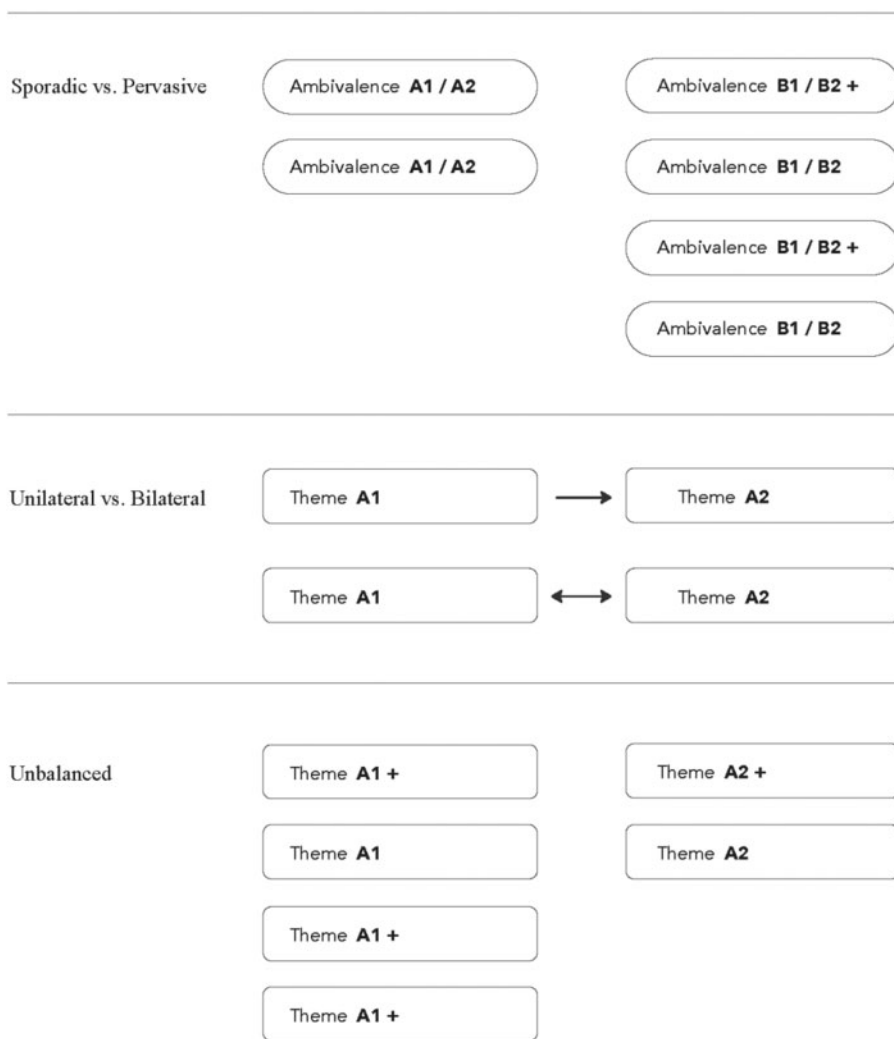 Sporadic vs. Pervasive Ambivalence A1 / A2 Ambivalence B1 / B2 +
Ambivalence A1 / A2 Ambivalence B1 / B2
Ambivalence B1 / B2 +
Ambivalence B1 / B2
Unilateral vs. Bilateral Theme A1 Theme A2
Theme A1 Theme A2
Unbalanced Theme A1 + Theme A2 +
Theme A1 Theme A2
Theme A1 +
Theme A1 +